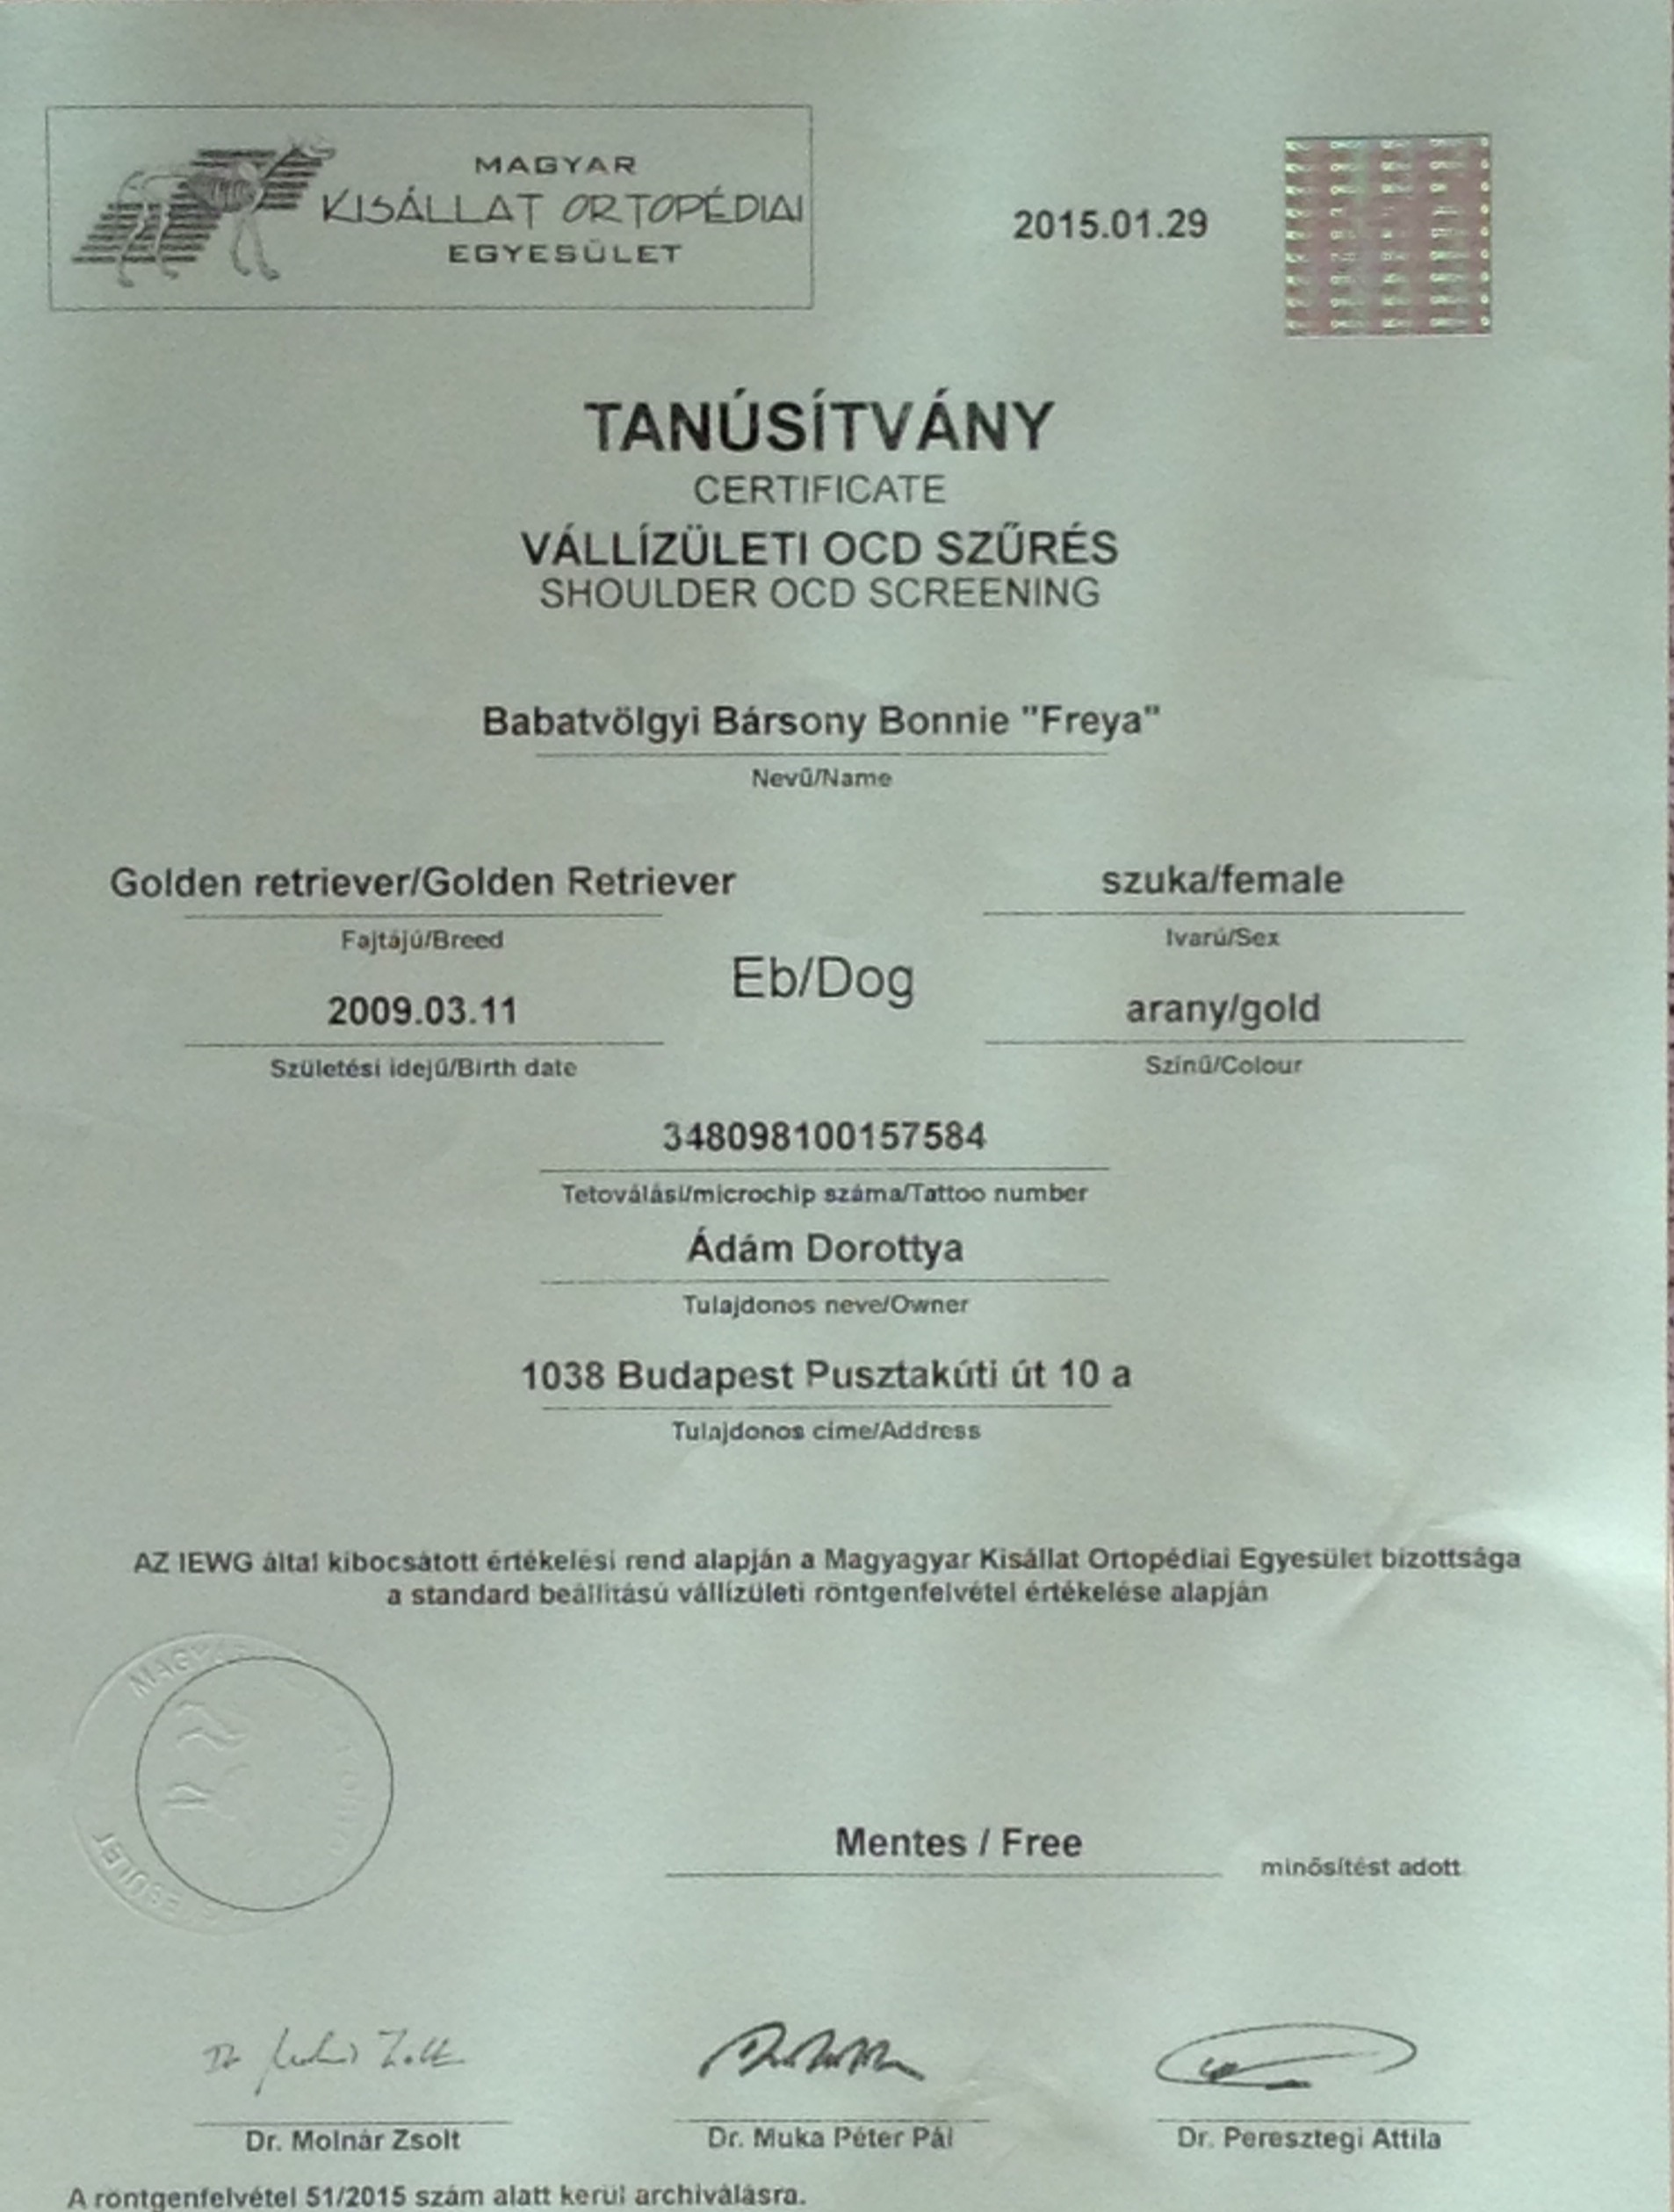 MAGYAR
KISÁLLAT ORTOPÉDIAI
EGYESÜLET
2015.01.29
TANÚSÍTVÁNY
CERTIFICATE
VÁLLÍZÜLETI OCD SZŰRÉS
SHOULDER OCD SCREENING
Babatvölgyi Bársony Bonnie "Freya"
Nevű/Name
Golden retriever/Golden Retriever
szuka/female
Fajtájú/Breed
Ivarú/Sex
Eb/Dog
2009.03.11
arany/gold
Születési idejű/Birth date
Színű/Colour
348098100157584
Tetoválási/microchip száma/Tattoo number
Ádám Dorottya
Tulajdonos neve/Owner
1038 Budapest Pusztakúti út 10 a
Tulajdonos címe/Address
AZ IEWG által kibocsátott értékelési rend alapján a Magyagyar Kisállat Ortopédiai Egyesület bizottsága
a standard beállítású vállízületi röntgenfelvétel értékelése alapján
MAGYAR
Mentes / Free
minősítést adott
Dr. Molnár Zsolt
Dr. Muka Péter Pál
Dr. Peresztegi Attila
A röntgenfelvétel 51/2015 szám alatt kerül archiválásra.